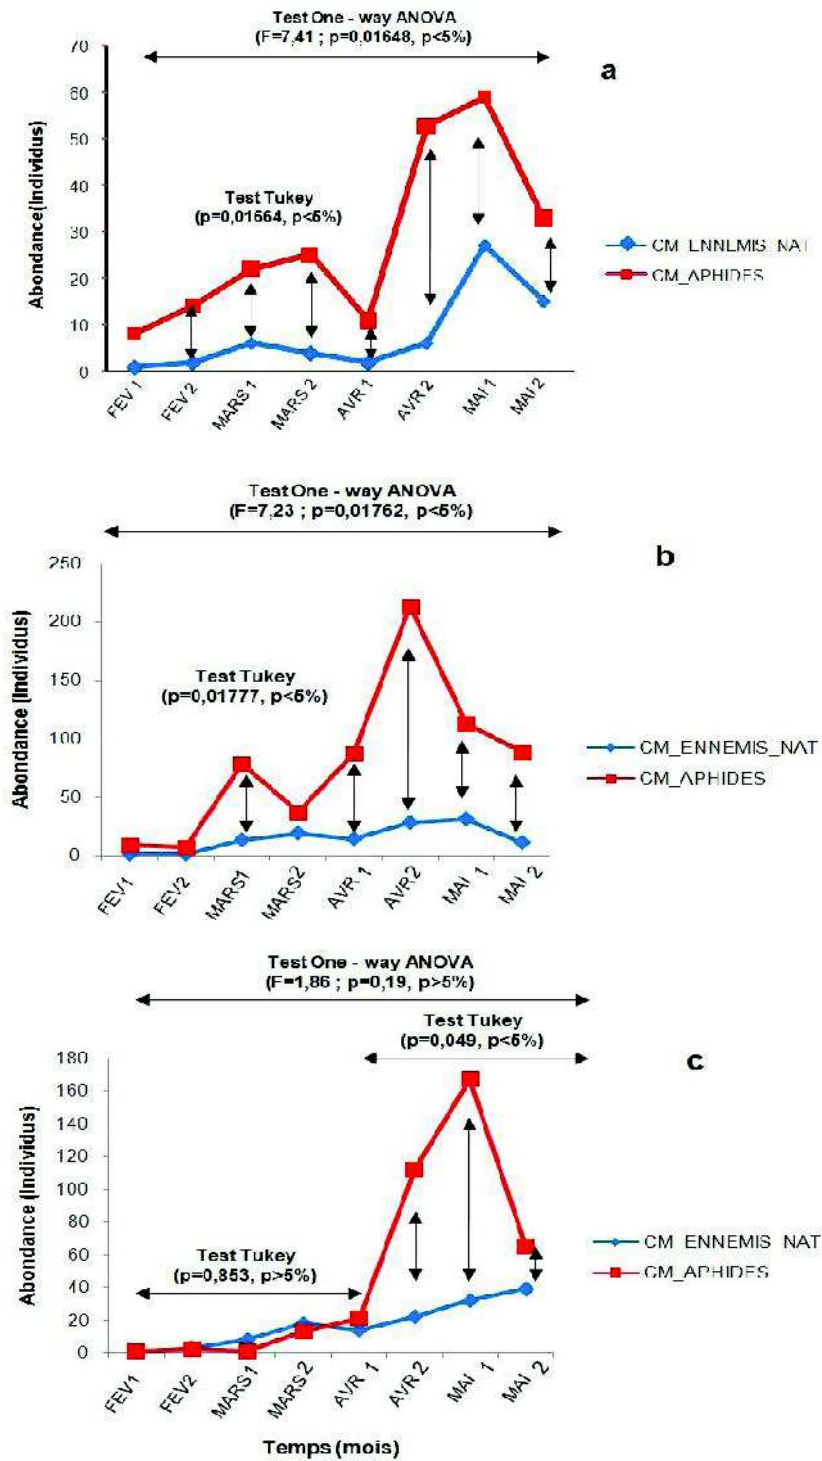 Test One - way ANOVA
(F=7,41 ; p=0,01648, p<5%)
a
Abondance(Individus)
70
60
50
40
30
20
10
0
Test Tukey
(p=0,01664, p<5%)
CM_ENNEMIS_NAT
CM_APHIDES
FEV 1
FEV 2
MARS 1
MARS 2
AVR 1
AVR 2
MAI 1
MAI 2
Test One - way ANOVA
(F=7,23 ; p=0,01762, p<5%)
b
Abondance (Individus)
250
200
150
100
50
0
Test Tukey
(p=0,01777, p<5%)
CM_ENNEMIS_NAT
CM_APHIDES
FEV1
FEV2
MARS1
MARS2
AVR 1
AVR 2
MAI 1
MAI 2
Test One - way ANOVA
(F=1,86 ; p=0,19, p>5%)
Test Tukey
(p=0,049, p<5%)
c
Abondance (Individus)
180
160
140
120
100
80
60
40
20
0
Test Tukey
(p=0,853, p>5%)
CM_ENNEMIS_NAT
CM_APHIDES
FEV1
FEV2
MARS1
MARS2
AVR 1
AVR 2
MAI 1
MAI 2
Temps (mois)